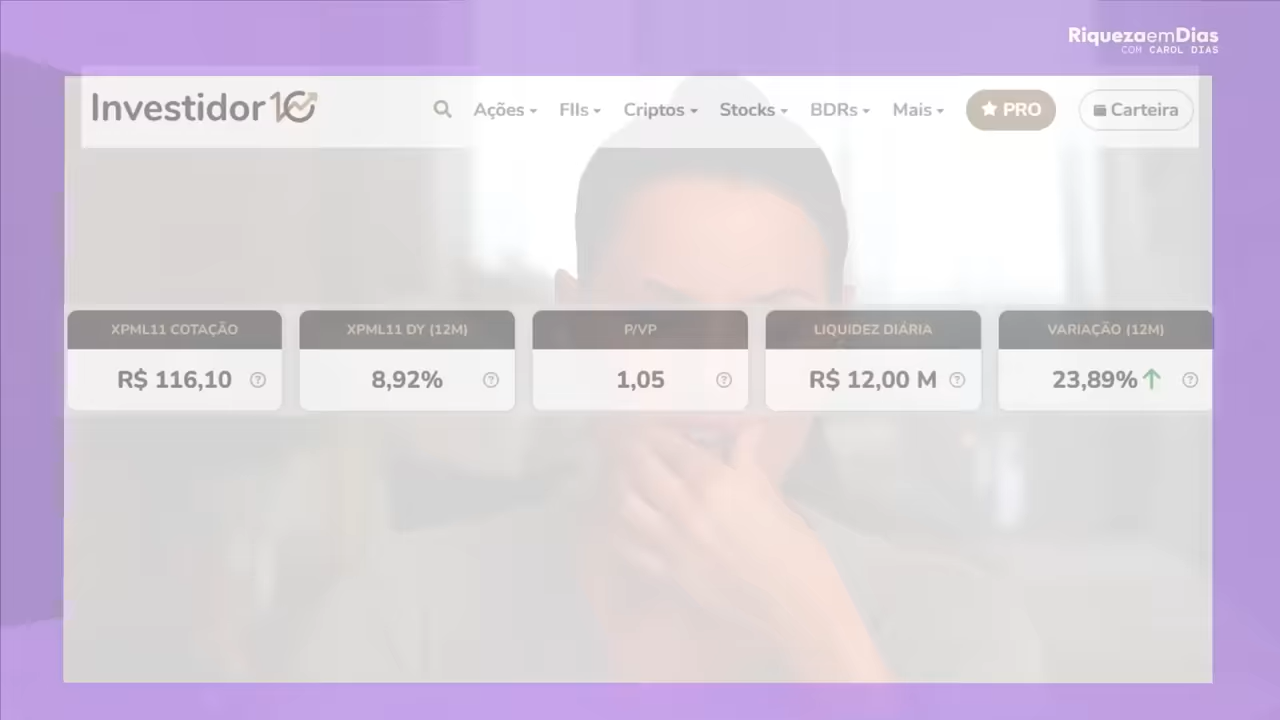 RiquezaemDias
COM CAROL DIAS
Investidor10
Ações FIIs Criptos Stocks BDRs Mais PRO Carteira
XPML11 COTAÇÃO XPML11 DY (12M) P/VP LIQUIDEZ DIÁRIA VARIAÇÃO (12M)
R$ 116,10 8,92% 1,05 R$ 12,00 M 23,89%